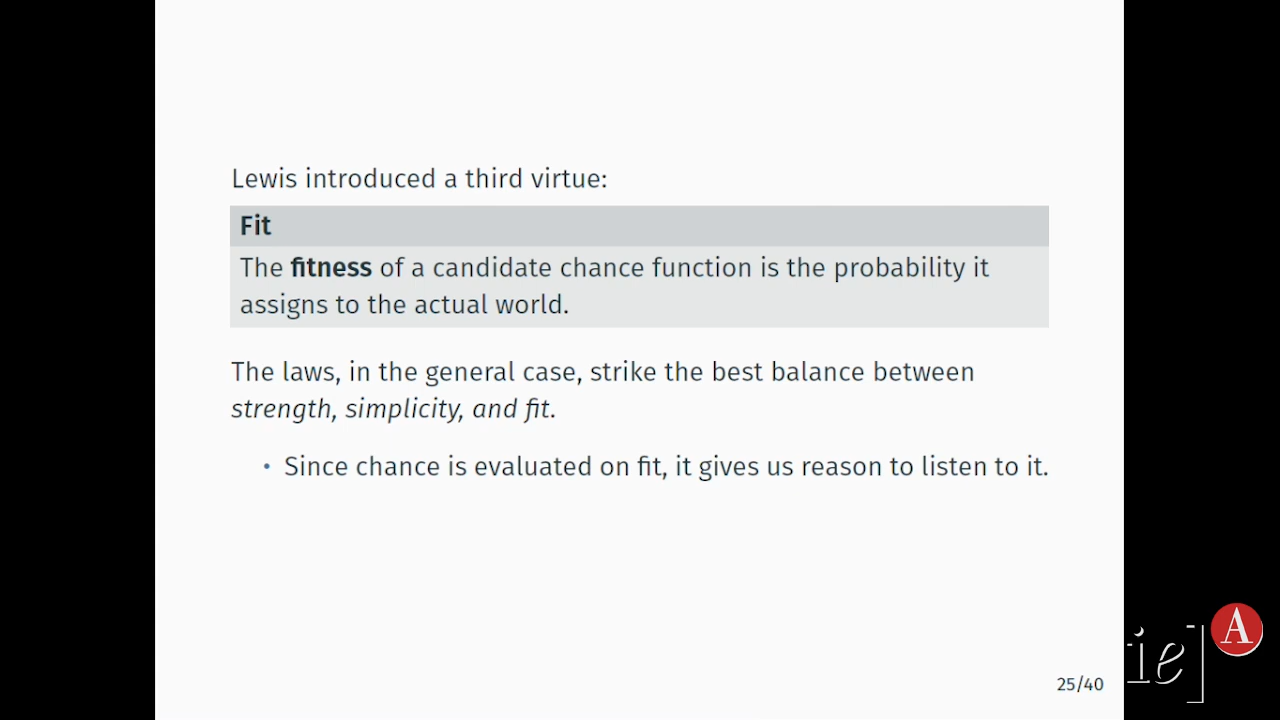 Lewis introduced a third virtue:
Fit
The fitness of a candidate chance function is the probability it
assigns to the actual world.
The laws, in the general case, strike the best balance between
strength, simplicity, and fit.
• Since chance is evaluated on fit, it gives us reason to listen to it.
25/40
ie]
A